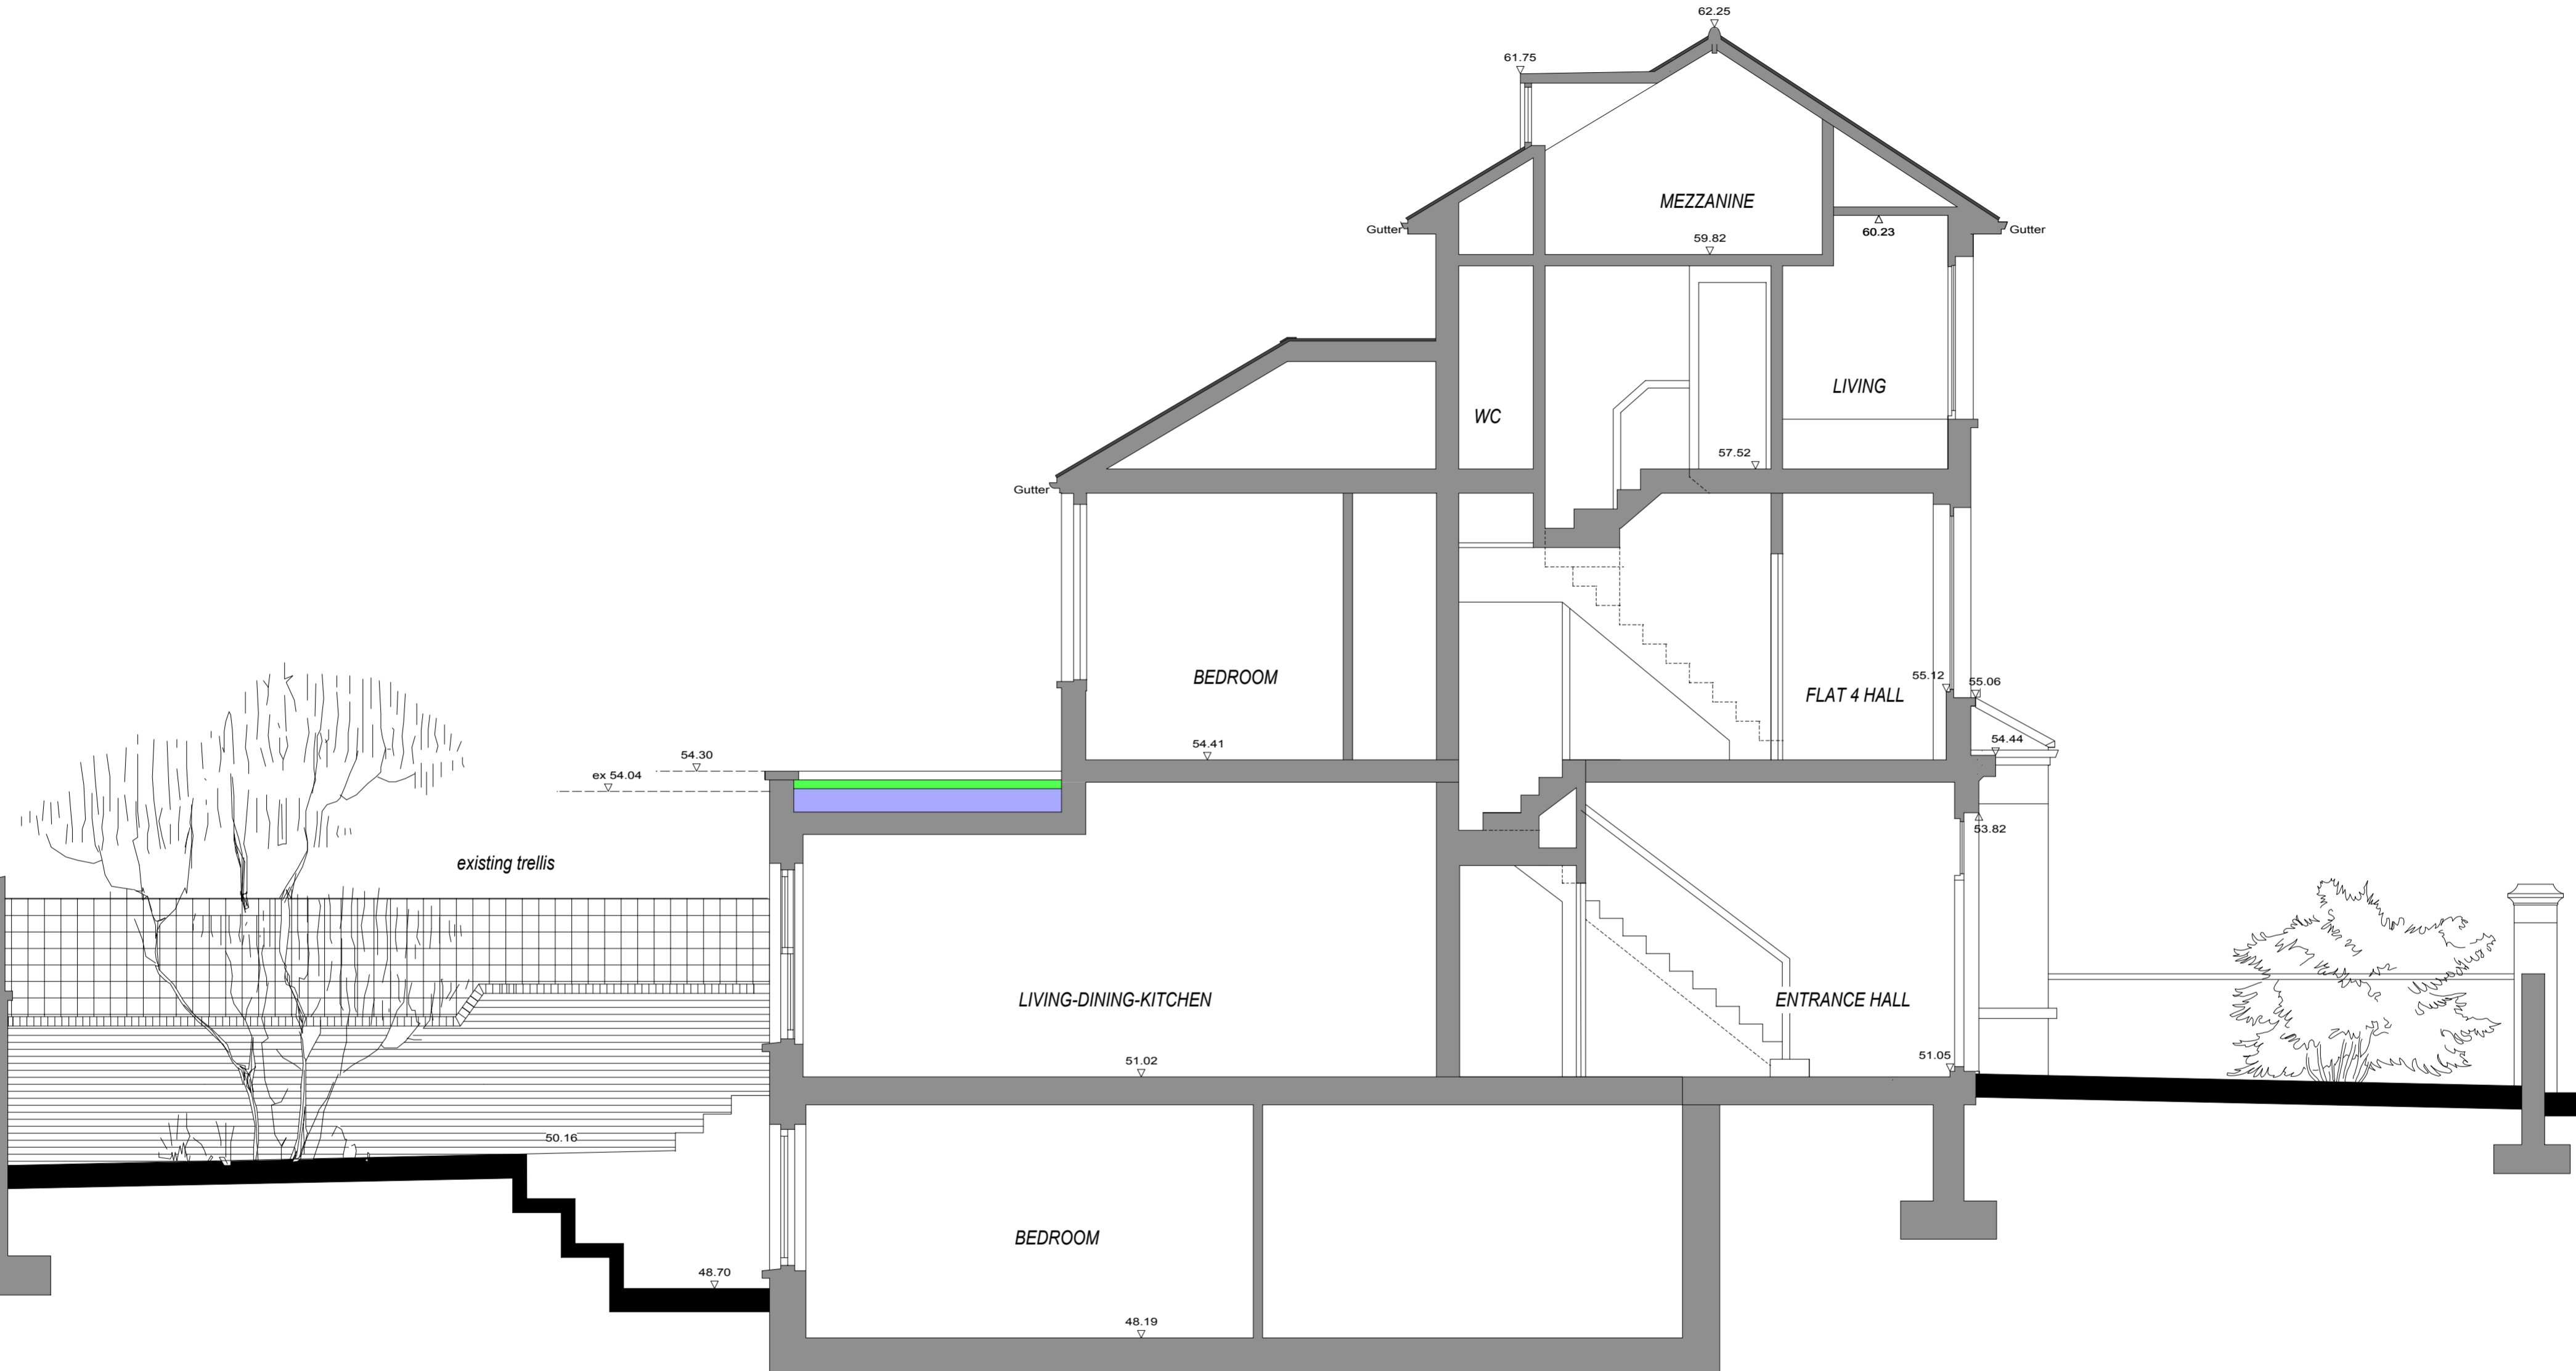 62.25
61.75
MEZZANINE
Gutter
60.23
Gutter
59.82
LIVING
WC
57.52
Gutter
BEDROOM
55.12
55.06
FLAT 4 HALL
54.41
54.44
54.30
ex 54.04
53.82
existing trellis
LIVING-DINING-KITCHEN
ENTRANCE HALL
51.02
51.05
50.16
BEDROOM
48.70
48.19